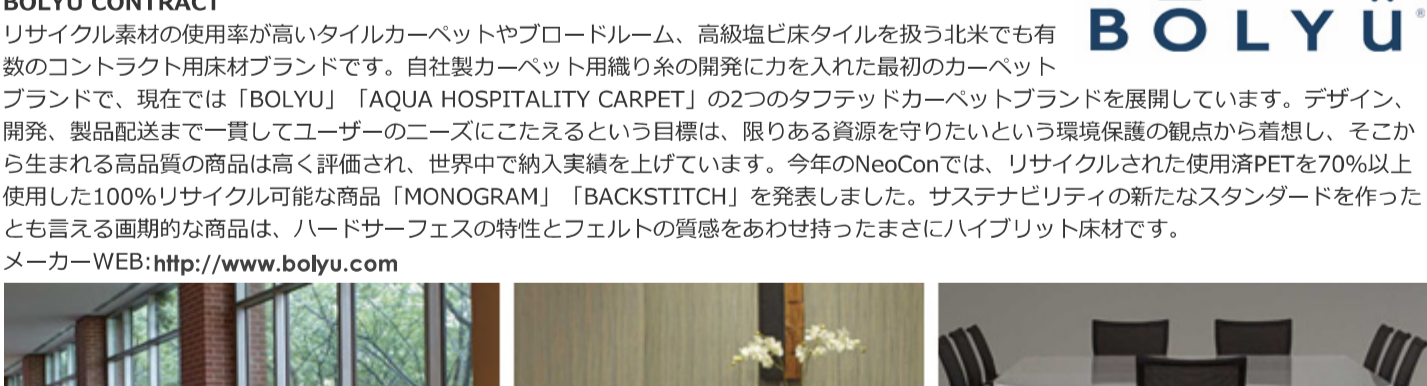 BOLYU CONTRACT
BOLYÜ®
リサイクル素材の使用率が高いタイルカーペットやブロードルーム、高級塩ビ床タイルを扱う北米でも有
数のコントラクト用床材ブランドです。自社製カーペット用織り糸の開発に力を入れた最初のカーペット
ブランドで、現在では「BOLYU」「AQUA HOSPITALITY CARPET」の2つのタフテッドカーペットブランドを展開しています。デザイン、
開発、製品配送まで一貫してユーザーのニーズにこたえるという目標は、限りある資源を守りたいという環境保護の観点から着想し、そこか
ら生まれる高品質の商品は高く評価され、世界中で納入実績を上げています。今年のNeoConでは、リサイクルされた使用済PETを70%以上
使用した100%リサイクル可能な商品「MONOGRAM」「BACKSTITCH」を発表しました。サステナビリティの新たなスタンダードを作った
とも言える画期的な商品は、ハードサーフェスの特性とフェルトの質感をあわせ持ったまさにハイブリット床材です。
メーカーWEB:http://www.bolyu.com